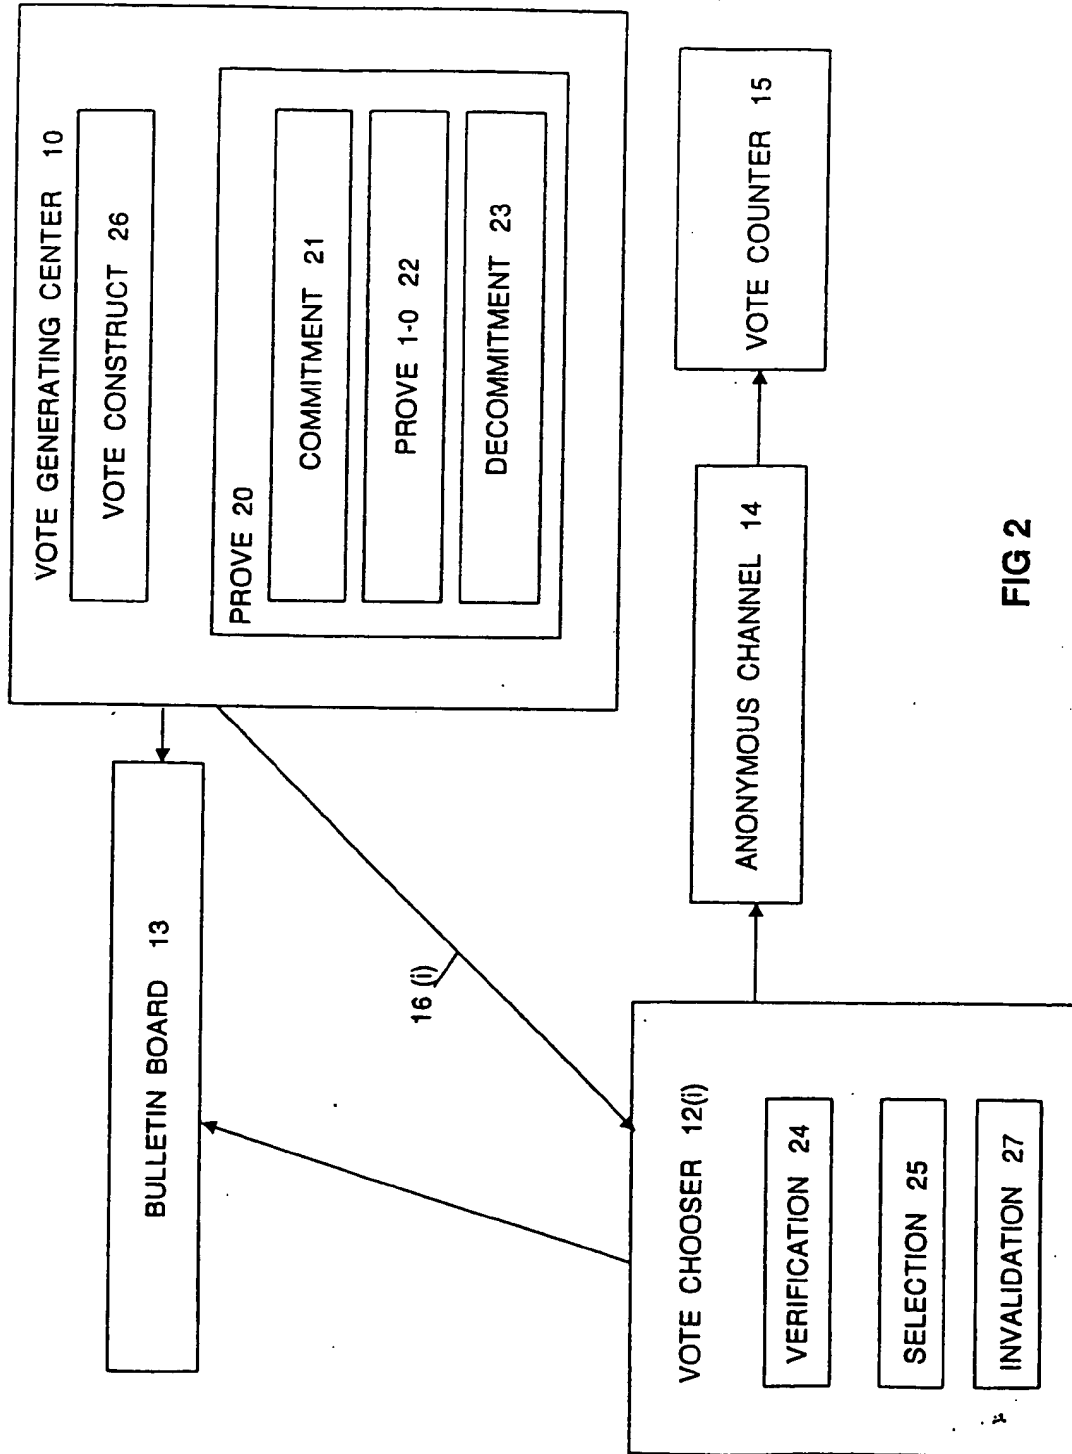 VOTE GENERATING CENTER 10
VOTE CONSTRUCT 26
PROVE 20
COMMITMENT 21
PROVE 1-0 22
DECOMMITMENT 23
BULLETIN BOARD 13
16 (i)
VOTE CHOOSER 12(i)
VERIFICATION 24
SELECTION 25
INVALIDATION 27
ANONYMOUS CHANNEL 14
VOTE COUNTER 15
FIG 2